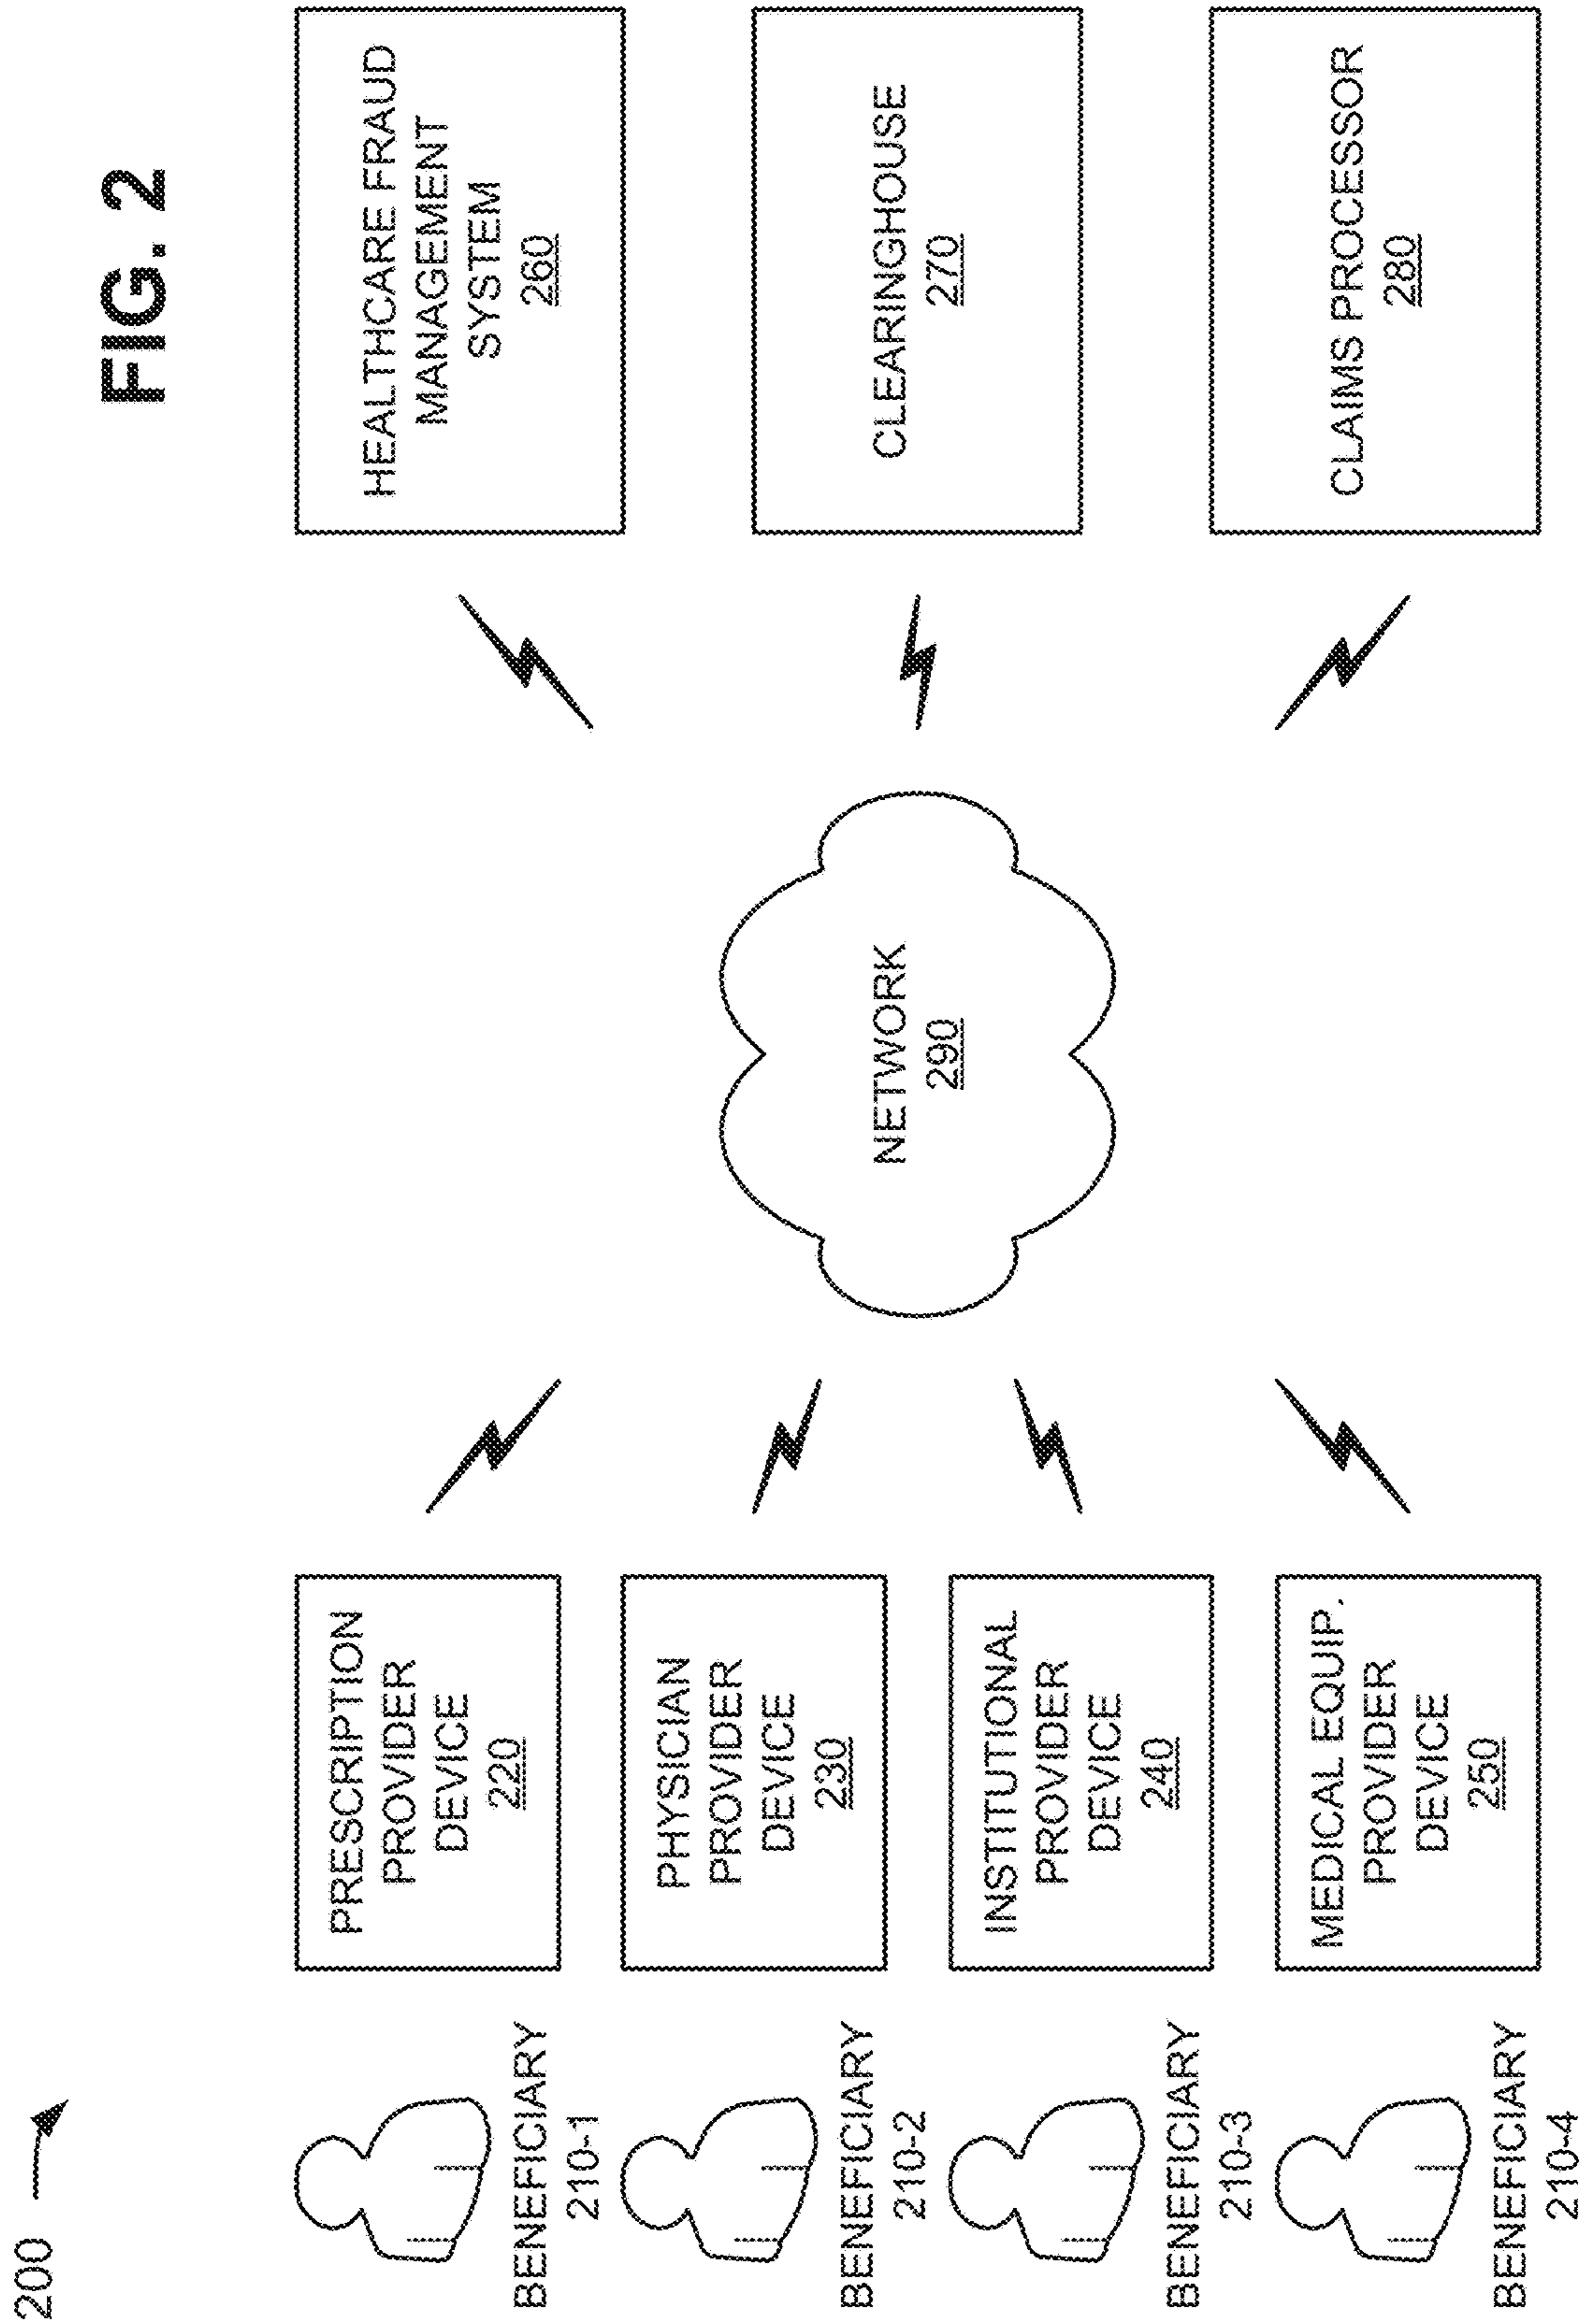 FIG. 2
200
BENEFICIARY
210-1
PRESCRIPTION
PROVIDER
DEVICE
220
BENEFICIARY
210-2
PHYSICIAN
PROVIDER
DEVICE
230
BENEFICIARY
210-3
INSTITUTIONAL
PROVIDER
DEVICE
240
BENEFICIARY
210-4
MEDICAL EQUIP.
PROVIDER
DEVICE
250
NETWORK
290
HEALTHCARE FRAUD
MANAGEMENT
SYSTEM
260
CLEARINGHOUSE
270
CLAIMS PROCESSOR
280